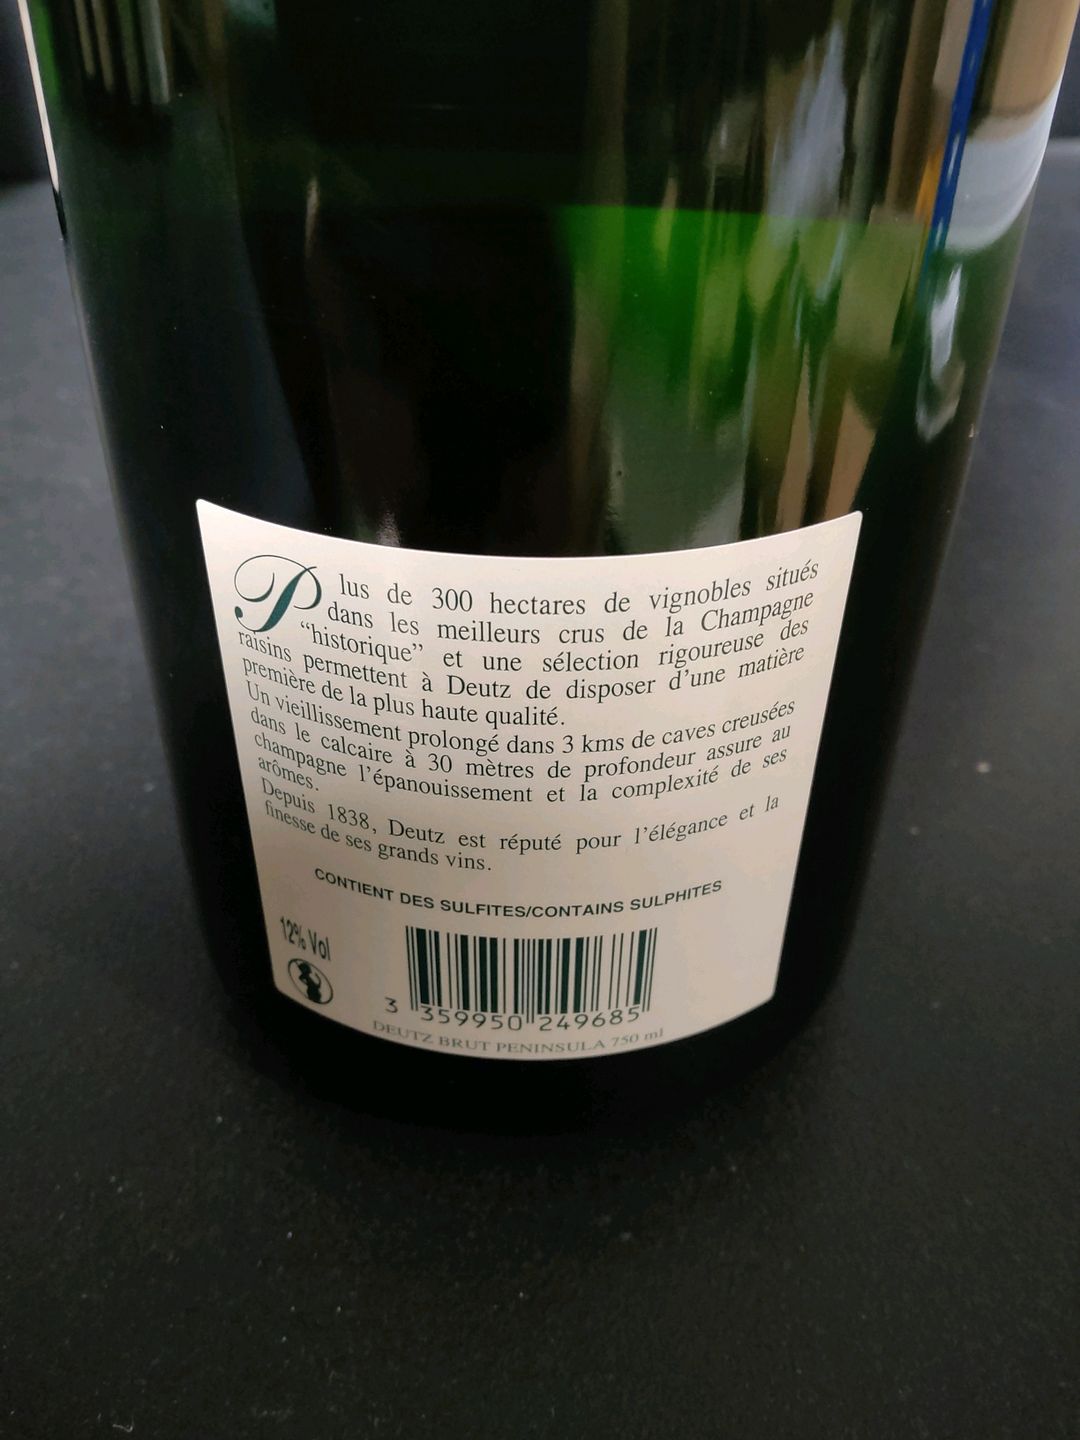 Plus de 300 hectares de vignobles situés
dans les meilleurs crus de la Champagne
“historique” et une sélection rigoureuse des
raisins permettent à Deutz de disposer d’une matière
première de la plus haute qualité.
Un vieillissement prolongé dans 3 kms de caves creusées
dans le calcaire à 30 mètres de profondeur assure au
champagne l’épanouissement et la complexité de ses
arômes.
Depuis 1838, Deutz est réputé pour l’élégance et la
finesse de ses grands vins.
CONTIENT DES SULFITES/CONTAINS SULPHITES
12% Vol
3 359950 249685
DEUTZ BRUT PENINSULA 750 ml